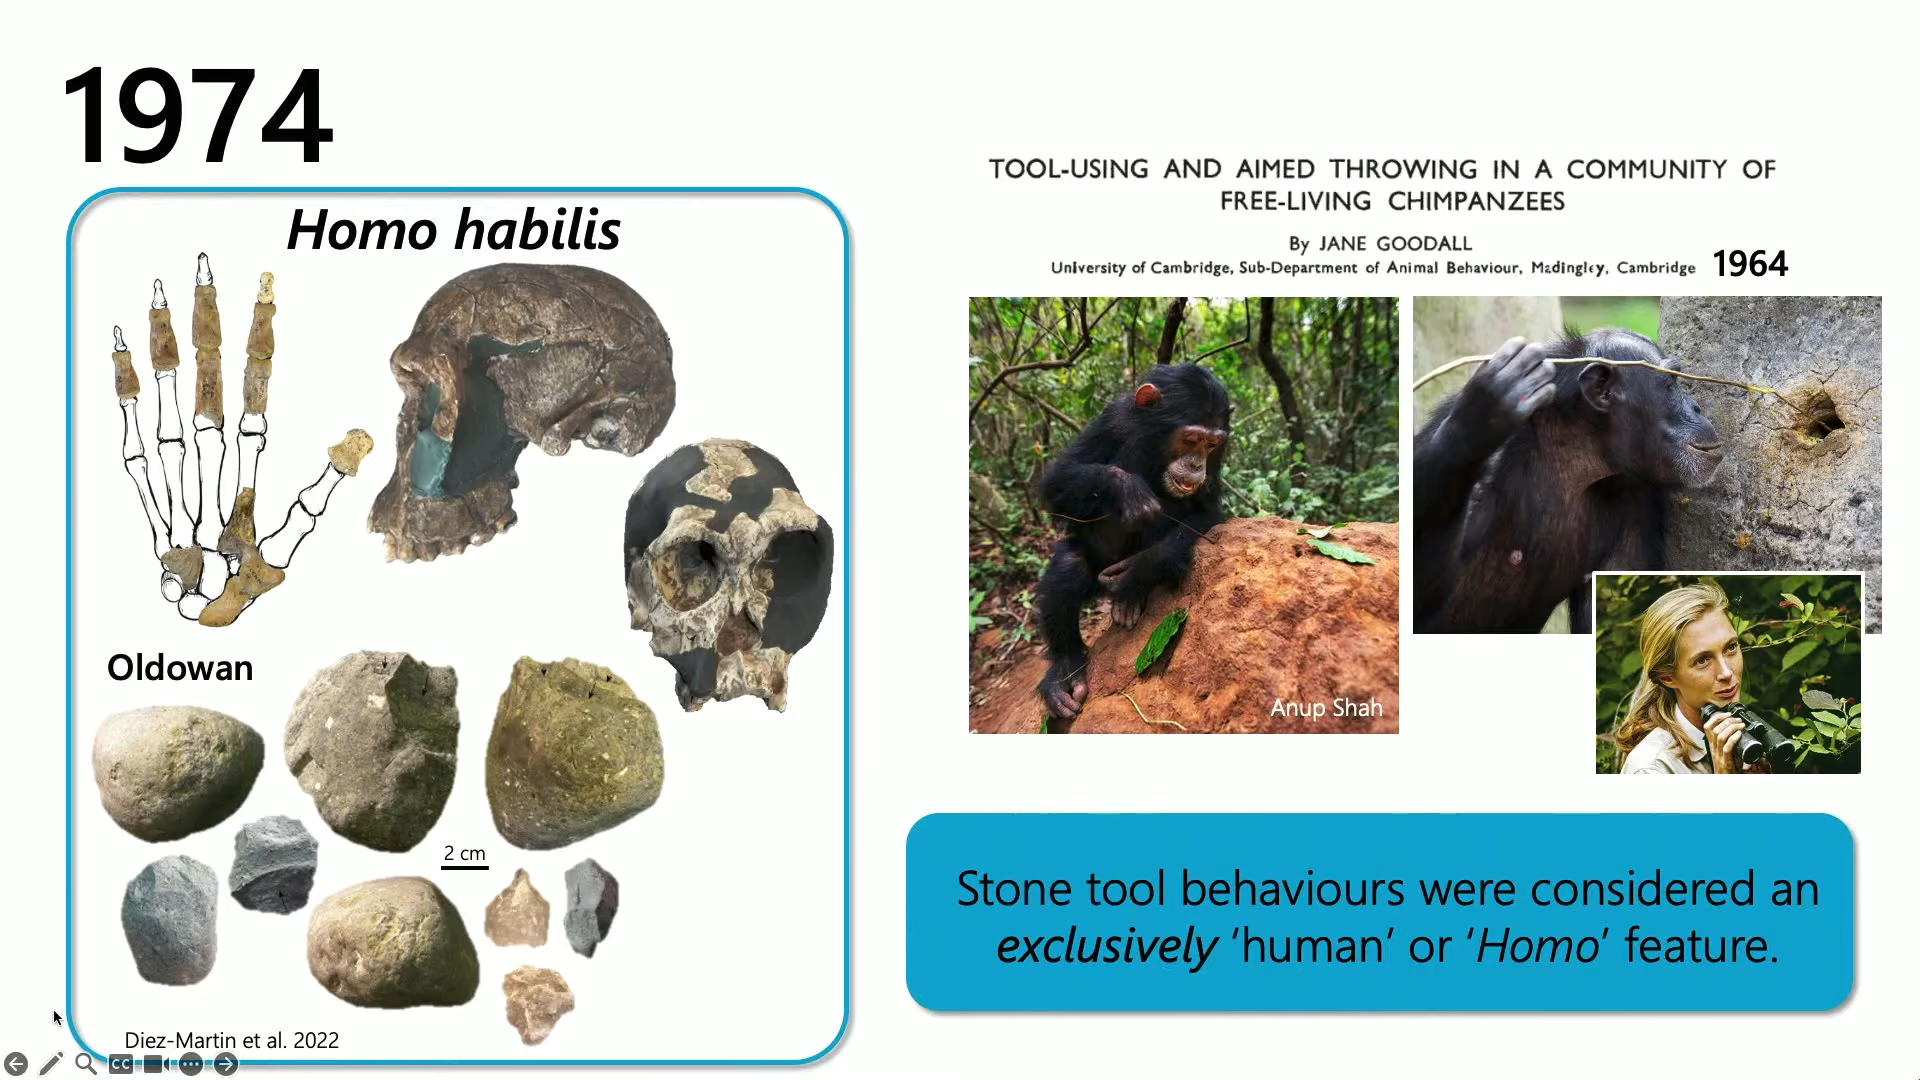 1974
Homo habilis
Oldowan
2 cm
Diez-Martin et al. 2022
TOOL-USING AND AIMED THROWING IN A COMMUNITY OF
FREE-LIVING CHIMPANZEES
By JANE GOODALL
University of Cambridge, Sub-Department of Animal Behaviour, Madingley, Cambridge 1964
Anup Shah
Stone tool behaviours were considered an
exclusively ‘human’ or ‘Homo’ feature.
CC